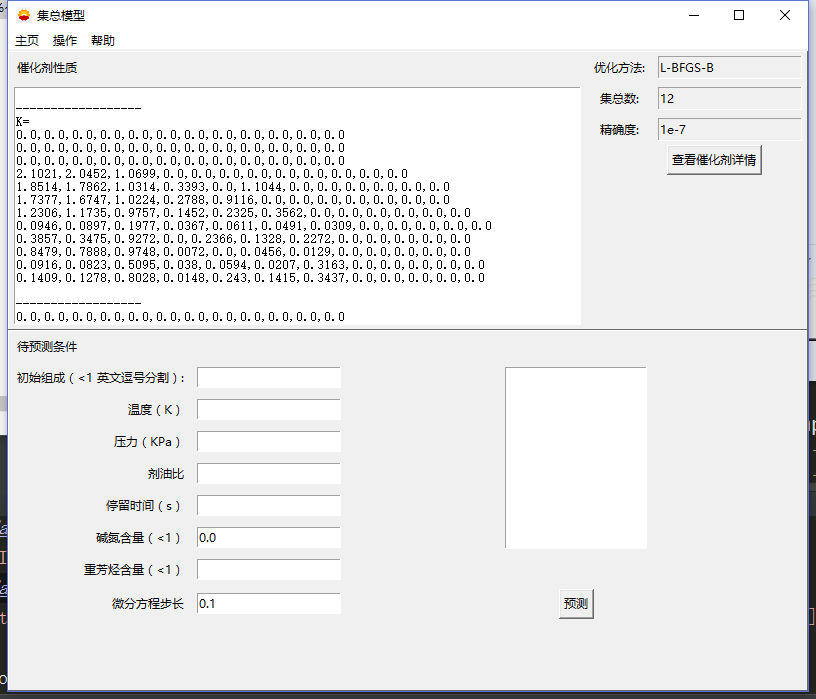 集总模型
主页 操作 帮助
催化剂性质
优化方法: L-BFGS-B
集总数: 12
精确度: 1e-7
查看催化剂详情
------------------
K=
0.0,0.0,0.0,0.0,0.0,0.0,0.0,0.0,0.0,0.0,0.0,0.0
0.0,0.0,0.0,0.0,0.0,0.0,0.0,0.0,0.0,0.0,0.0,0.0
0.0,0.0,0.0,0.0,0.0,0.0,0.0,0.0,0.0,0.0,0.0,0.0
2.1021,2.0452,1.0699,0.0,0.0,0.0,0.0,0.0,0.0,0.0,0.0,0.0
1.8514,1.7862,1.0314,0.3393,0.0,1.1044,0.0,0.0,0.0,0.0,0.0,0.0
1.7377,1.6747,1.0224,0.2788,0.9116,0.0,0.0,0.0,0.0,0.0,0.0,0.0
1.2306,1.1735,0.9757,0.1452,0.2325,0.3562,0.0,0.0,0.0,0.0,0.0,0.0
0.0946,0.0897,0.1977,0.0367,0.0611,0.0491,0.0309,0.0,0.0,0.0,0.0,0.0
0.3857,0.3475,0.9272,0.0,0.2366,0.1328,0.2272,0.0,0.0,0.0,0.0,0.0
0.8479,0.7888,0.9748,0.0072,0.0,0.0456,0.0129,0.0,0.0,0.0,0.0,0.0
0.0916,0.0823,0.5095,0.038,0.0594,0.0207,0.3163,0.0,0.0,0.0,0.0,0.0
0.1409,0.1278,0.8028,0.0148,0.243,0.1415,0.3437,0.0,0.0,0.0,0.0,0.0
------------------
0.0,0.0,0.0,0.0,0.0,0.0,0.0,0.0,0.0,0.0,0.0,0.0
待预测条件
初始组成（<1 英文逗号分割）:
温度（K）
压力（KPa）
剂油比
停留时间（s）
碱氮含量（<1） 0.0
重芳烃含量（<1）
微分方程步长 0.1
预测